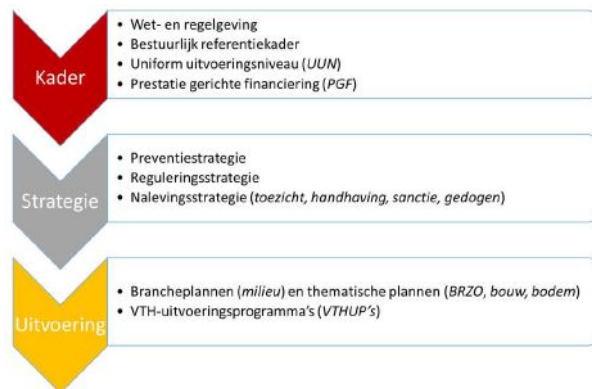 Kader
• Wet- en regelgeving
• Bestuurlijk referentiekader
• Uniform uitvoeringsniveau (UUN)
• Prestatie gerichte financiering (PGF)
Strategie
• Preventiestrategie
• Reguleringsstrategie
• Nalevingsstrategie (toezicht, handhaving, sanctie, gedogen)
Uitvoering
• Brancheplannen (milieu) en thematische plannen (BRZO, bouw, bodem)
• VTH-uitvoeringsprogramma's (VTHUP's)